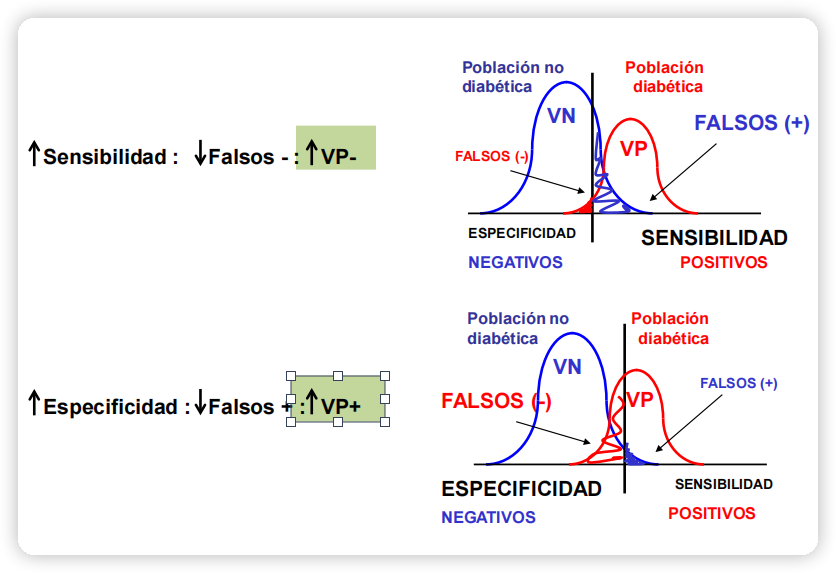 ↑Sensibilidad : ↓Falsos - : ↑VP-
Población no
diabética
Población
diabética
VN
FALSOS (+)
VP
FALSOS (-)
ESPECIFICIDAD
SENSIBILIDAD
NEGATIVOS
POSITIVOS
↑Especificidad : ↓Falsos + : ↑VP+
Población no
diabética
Población
diabética
VN
FALSOS (+)
FALSOS (-)
VP
ESPECIFICIDAD
SENSIBILIDAD
NEGATIVOS
POSITIVOS